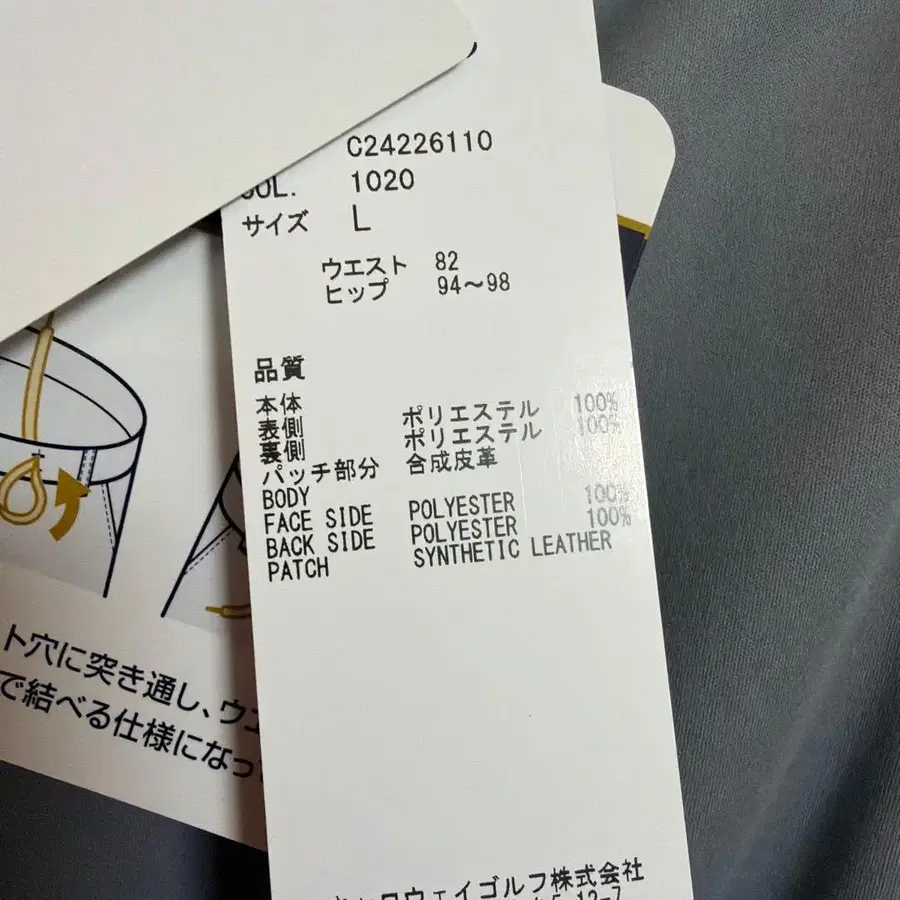 C24226110
COL. 1020
サイズ L
ウエスト 82
ヒップ 94～98
品質
本体
表側 ポリエステル 100%
裏側 ポリエステル 100%
パッチ部分 合成皮革
BODY
FACE SIDE POLYESTER 100%
BACK SIDE POLYESTER 100%
PATCH SYNTHETIC LEATHER
ト穴に突き通し、ウエ
で結べる仕様になっ
ャロウェイゴルフ株式会社